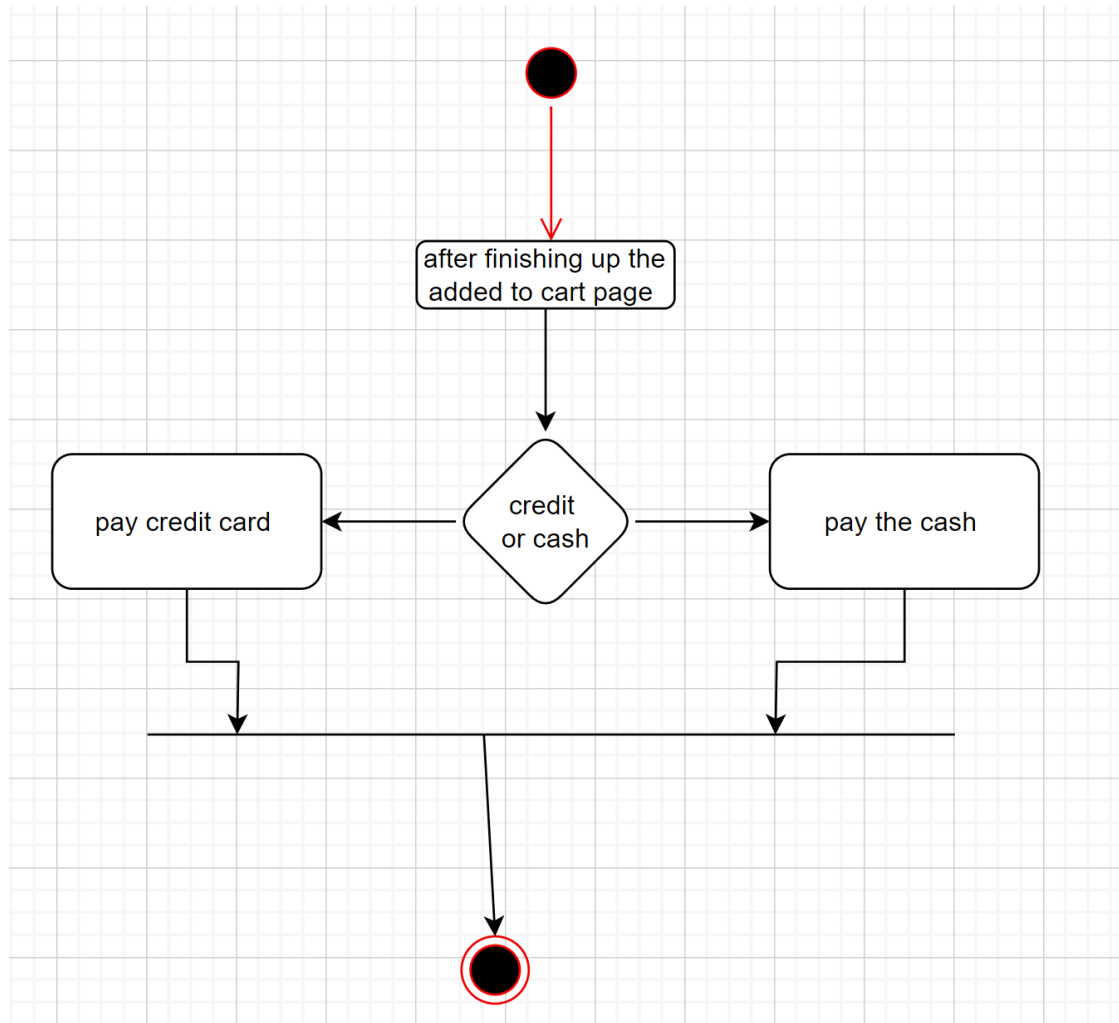 after finishing up the
added to cart page
pay credit card
credit
or cash
pay the cash